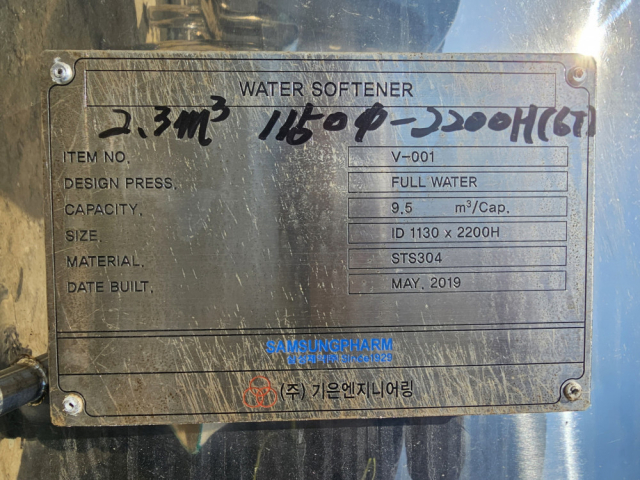 WATER SOFTENER
2.3m³ 1150Φ-2200H(6T)
ITEM NO. V-001
DESIGN PRESS. FULL WATER
CAPACITY. 9.5 m³/Cap.
SIZE. ID 1130 x 2200H
MATERIAL. STS304
DATE BUILT. MAY. 2019
SAMSUNGPHARM
since1929
(주) 기은엔지니어링